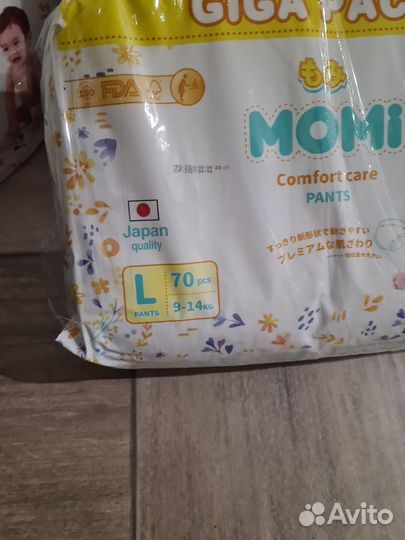 GIGA PAC
ISO FDA
もみ
MOMi
Comfort care
PANTS
すっきり新形状で動きやすい
プレミアムな肌ざわり
Japan
quality
L
PANTS
70 pcs
9-14KG
Avito